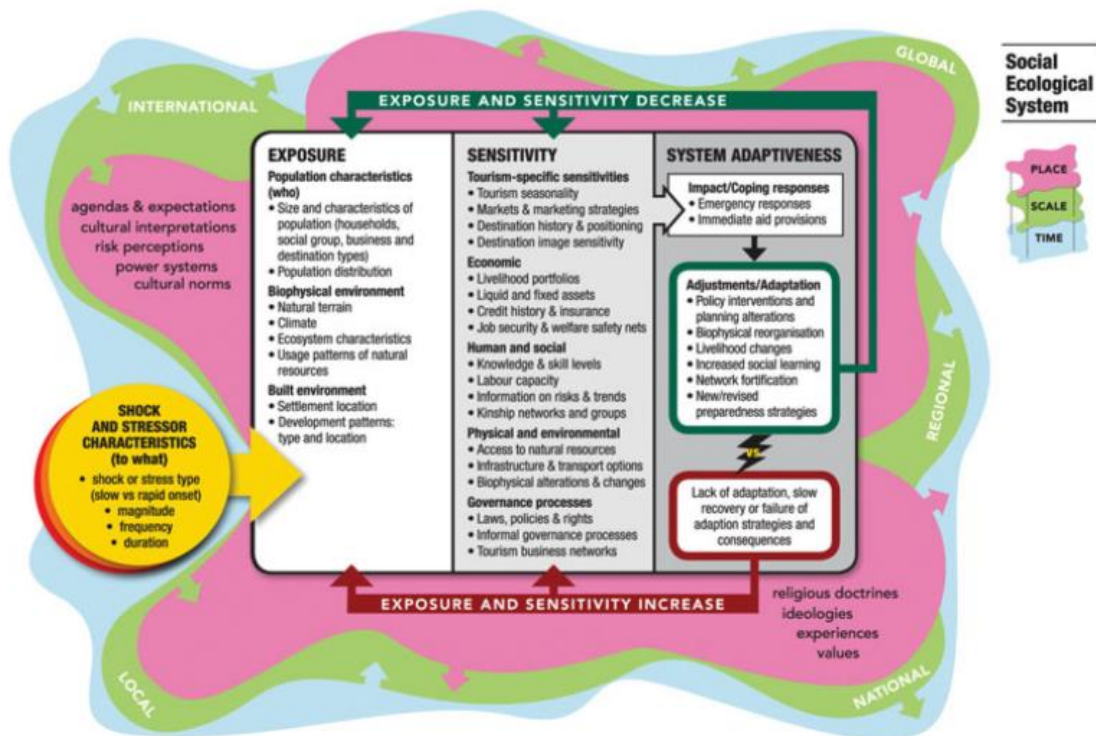 INTERNATIONAL
GLOBAL
Social
Ecological
System
PLACE
SCALE
TIME
EXPOSURE AND SENSITIVITY DECREASE
agendas & expectations
cultural interpretations
risk perceptions
power systems
cultural norms
SHOCK
AND STRESSOR
CHARACTERISTICS
(to what)
• shock or stress type
(slow vs rapid onset)
• magnitude
• frequency
• duration
EXPOSURE
Population characteristics
(who)
• Size and characteristics of
population (households,
social group, business and
destination types)
• Population distribution
Biophysical environment
• Natural terrain
• Climate
• Ecosystem characteristics
• Usage patterns of natural
resources
Built environment
• Settlement location
• Development patterns:
type and location
SENSITIVITY
Tourism-specific sensitivities
• Tourism seasonality
• Markets & marketing strategies
• Destination history & positioning
• Destination image sensitivity
Economic
• Livelihood portfolios
• Liquid and fixed assets
• Credit history & insurance
• Job security & welfare safety nets
Human and social
• Knowledge & skill levels
• Labour capacity
• Information on risks & trends
• Kinship networks and groups
Physical and environmental
• Access to natural resources
• Infrastructure & transport options
• Biophysical alterations & changes
Governance processes
• Laws, policies & rights
• Informal governance processes
• Tourism business networks
SYSTEM ADAPTIVENESS
Impact/Coping responses
• Emergency responses
• Immediate aid provisions
Adjustments/Adaptation
• Policy interventions and
planning alterations
• Biophysical reorganisation
• Livelihood changes
• Increased social learning
• Network fortification
• New/revised
preparedness strategies
vs
Lack of adaptation, slow
recovery or failure of
adaption strategies and
consequences
REGIONAL
EXPOSURE AND SENSITIVITY INCREASE
religious doctrines
ideologies
experiences
values
LOCAL
NATIONAL